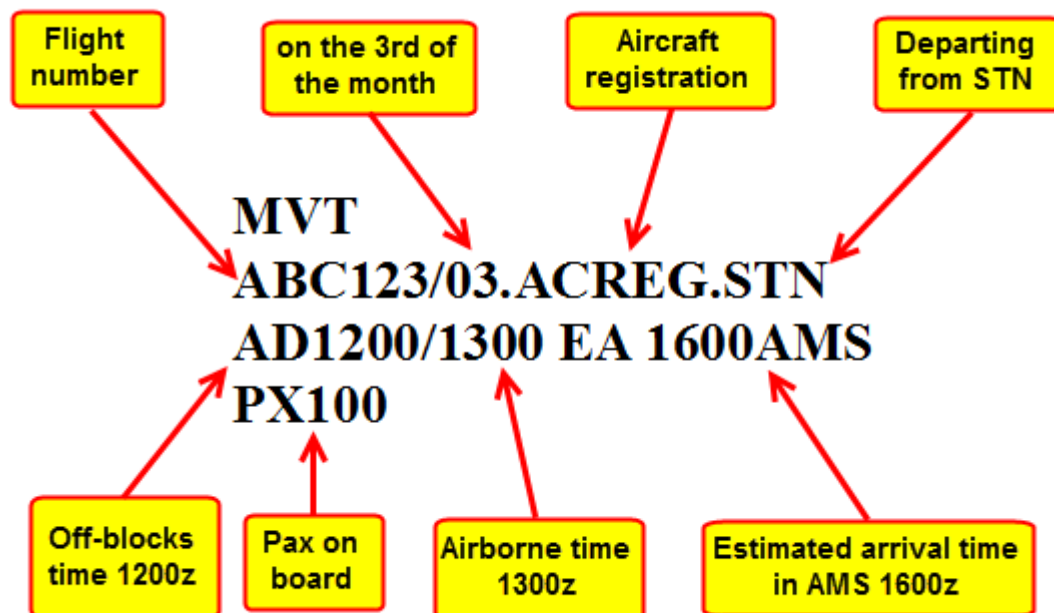 Flight
number
on the 3rd of
the month
Aircraft
registration
Departing
from STN
MVT
ABC123/03.ACREG.STN
AD1200/1300 EA 1600AMS
PX100
Off-blocks
time 1200z
Pax on
board
Airborne time
1300z
Estimated arrival time
in AMS 1600z